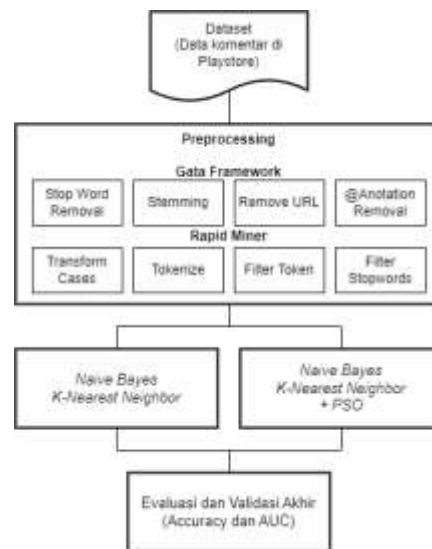 Dataset
(Data komentar di
Playstore)
Preprocessing
Gata Framework
Stop Word
Removal
Stemming
Remove URL
@Anotation
Removal
Rapid Miner
Transform
Cases
Tokenize
Filter Token
Filter
Stopwords
Naive Bayes
K-Nearest Neighbor
Naive Bayes
K-Nearest Neighbor
+ PSO
Evaluasi dan Validasi Akhir
(Accuracy dan AUC)